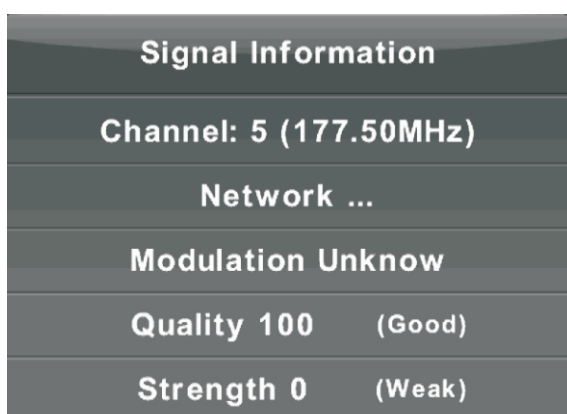 Signal Information
Channel: 5 (177.50MHz)
Network ...
Modulation Unknow
Quality 100 (Good)
Strength 0 (Weak)